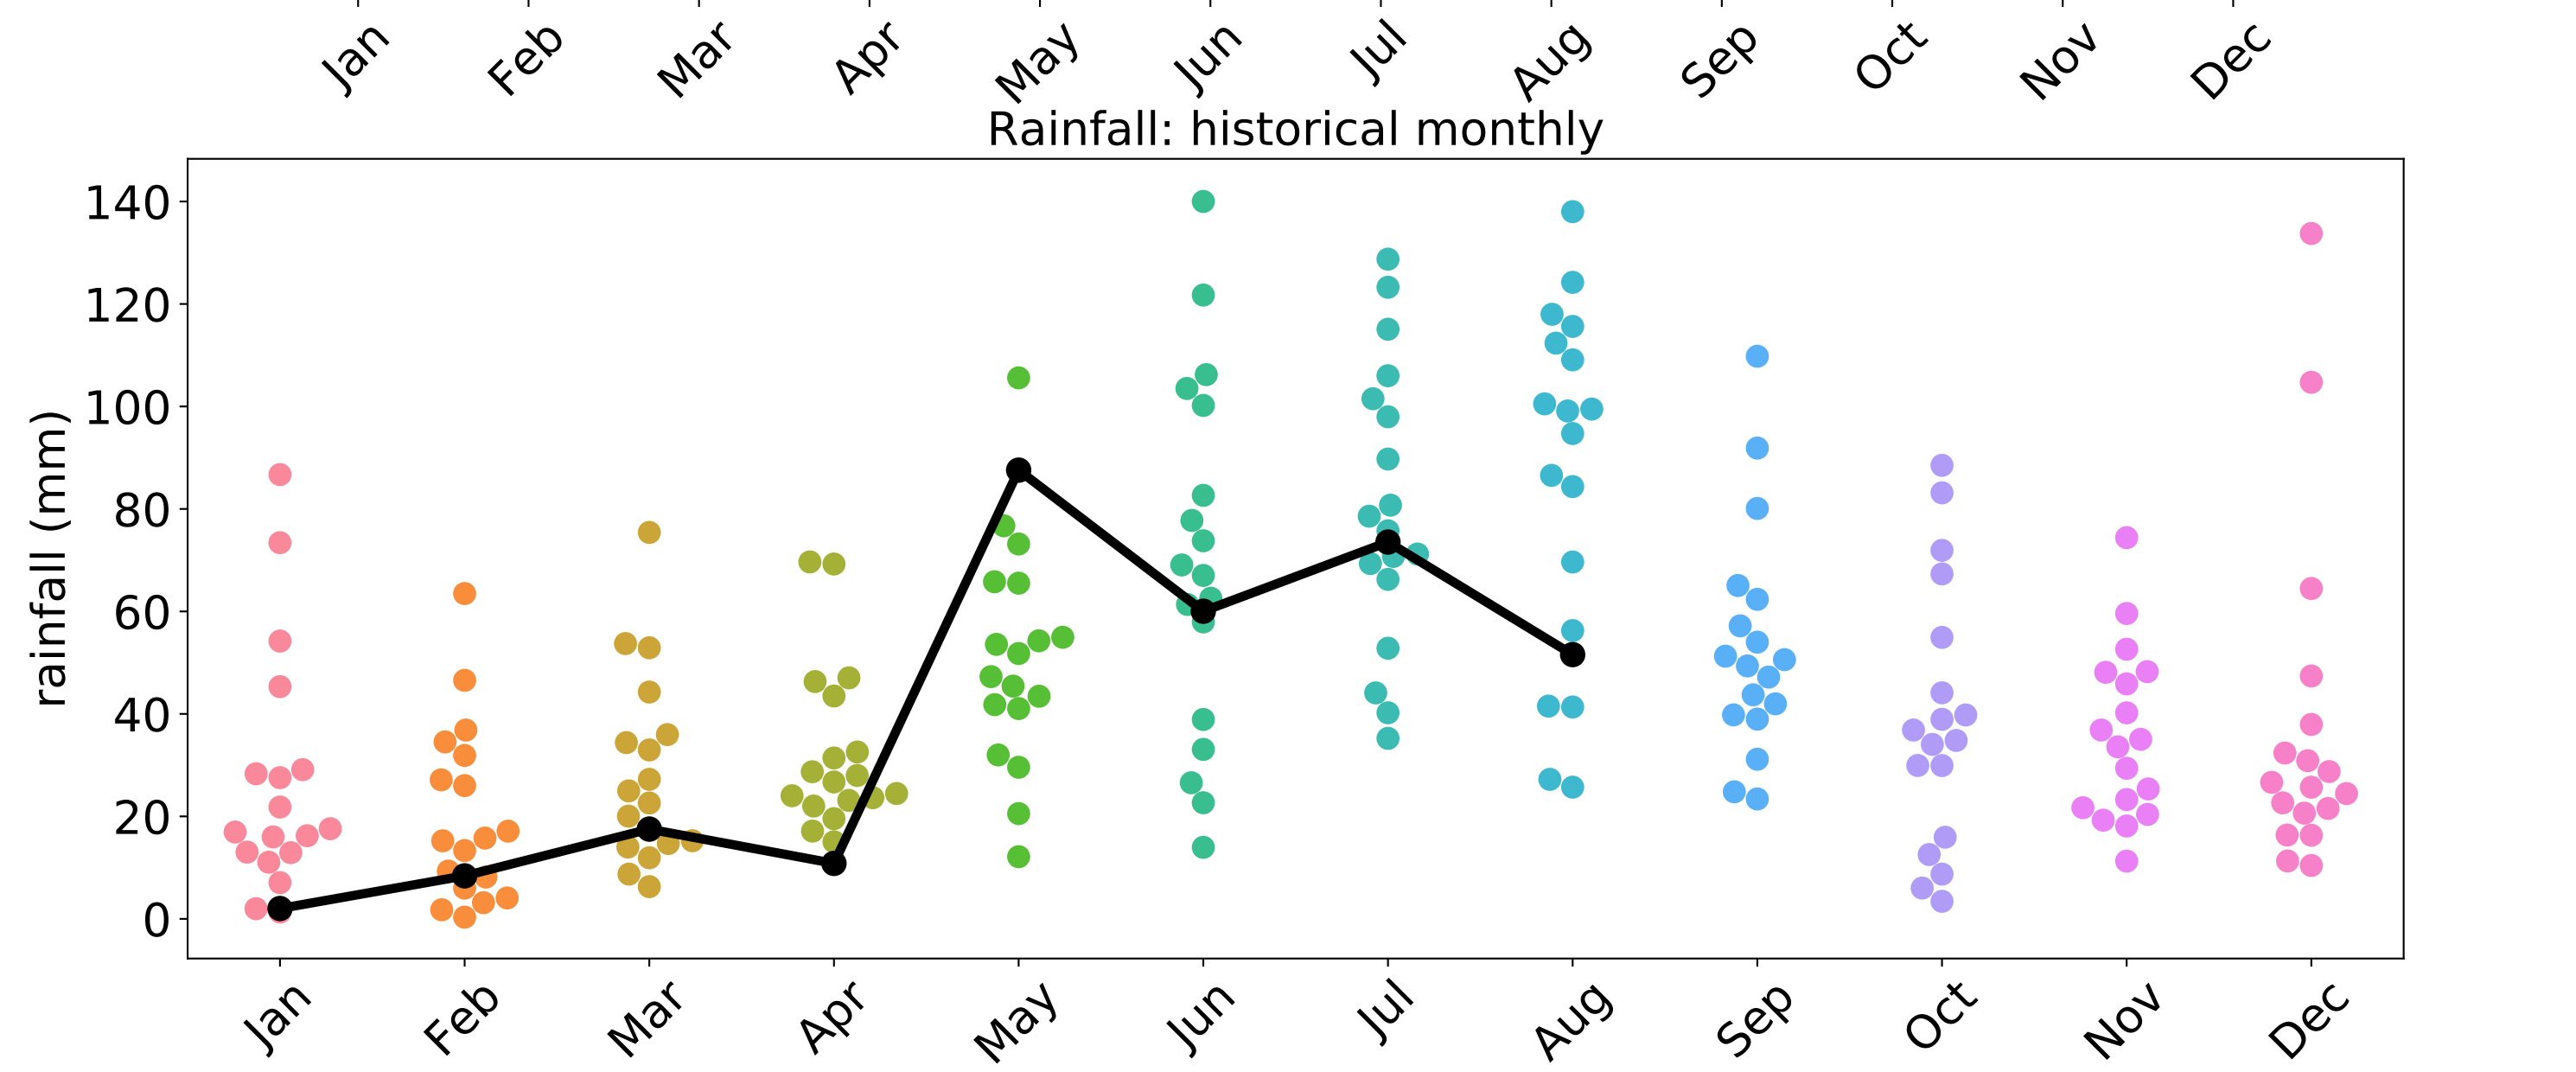 Jan Feb Mar Apr May Jun Jul Aug Sep Oct Nov Dec
Rainfall: historical monthly
rainfall (mm)
140
120
100
80
60
40
20
0
Jan Feb Mar Apr May Jun Jul Aug Sep Oct Nov Dec